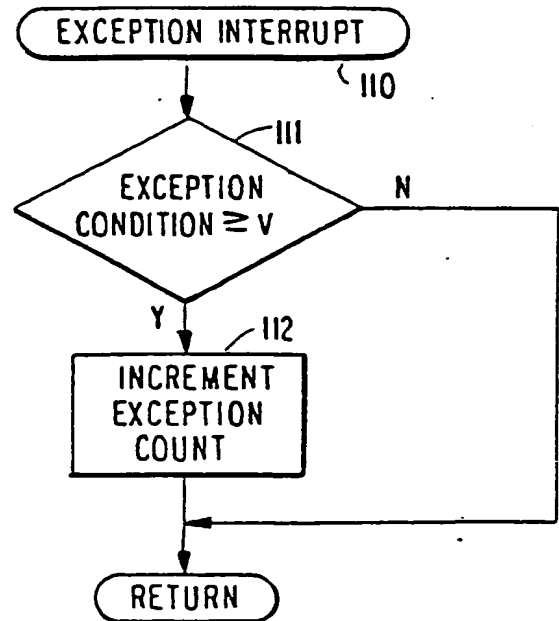 EXCEPTION INTERRUPT
110
111
EXCEPTION
CONDITION ≧ V
N
Y
112
INCREMENT
EXCEPTION
COUNT
RETURN